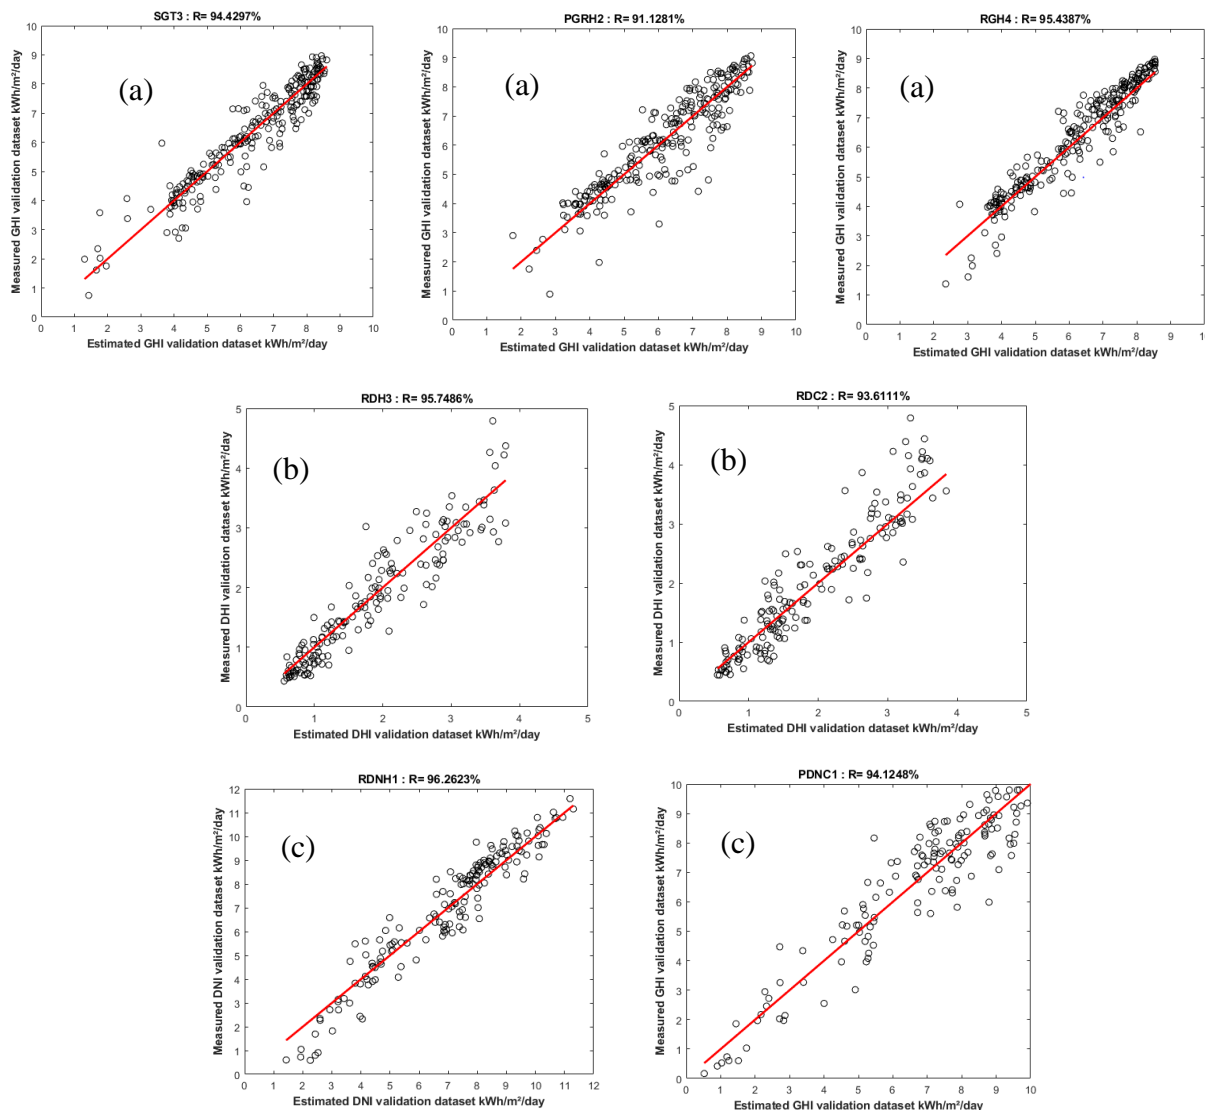 SGT3 : R= 94.4297%
PGRH2 : R= 91.1281%
RGH4 : R= 95.4387%
10
9
8
7
6
5
4
3
2
1
0
Measured GHI validation dataset kWh/m²/day
(a)
0 1 2 3 4 5 6 7 8 9 10
Estimated GHI validation dataset kWh/m²/day
10
9
8
7
6
5
4
3
2
1
0
Measured GHI validation dataset kWh/m²/day
(a)
0 1 2 3 4 5 6 7 8 9 10
Estimated GHI validation dataset kWh/m²/day
10
9
8
7
6
5
4
3
2
1
0
Measured GHI validation dataset kWh/m²/day
(a)
0 1 2 3 4 5 6 7 8 9
Estimated GHI validation dataset kWh/m²/day
RDH3 : R= 95.7486%
5
4
3
2
1
0
Measured DHI validation dataset kWh/m²/day
(b)
1 2 3 4 5
Estimated DHI validation dataset kWh/m²/day
RDC2 : R= 93.6111%
5
4
3
2
1
0
Measured DHI validation dataset kWh/m²/day
(b)
0 1 2 3 4 5
Estimated DHI validation dataset kWh/m²/day
RDNH1 : R= 96.2623%
12
11
10
9
8
7
6
5
4
3
2
1
0
Measured DNI validation dataset kWh/m²/day
(c)
0 1 2 3 4 5 6 7 8 9 10 11 12
Estimated DNI validation dataset kWh/m²/day
PDNC1 : R= 94.1248%
10
9
8
7
6
5
4
3
2
1
0
Measured GHI validation dataset kWh/m²/day
(c)
0 1 2 3 4 5 6 7 8 9 10
Estimated GHI validation dataset kWh/m²/day